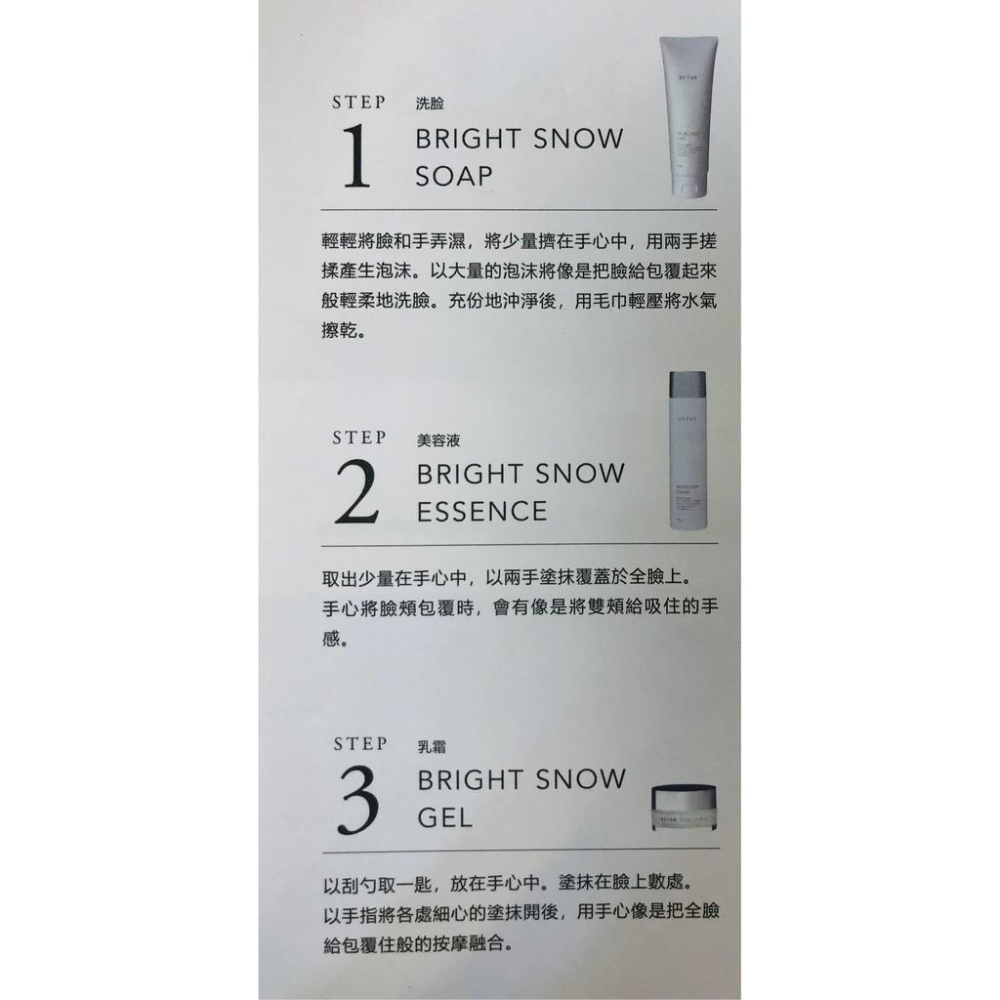 STEP 洗脸
1 BRIGHT SNOW
SOAP
輕輕將臉和手弄濕，將少量擠在手心中，用兩手搓
揉產生泡沫。以大量的泡沫將像是把臉給包覆起來
般輕柔地洗臉。充份地沖淨後，用毛巾輕壓將水氣
擦乾。
STEP 美容液
2 BRIGHT SNOW
ESSENCE
取出少量在手心中，以兩手塗抹覆蓋於全臉上。
手心將臉頰包覆時，會有像是將雙頰給吸住的手
感。
STEP 乳霜
3 BRIGHT SNOW
GEL
以刮勺取一匙，放在手心中。塗抹在臉上數處。
以手指將各處細心的塗抹開後，用手心像是把全臉
給包覆住般的按摩融合。